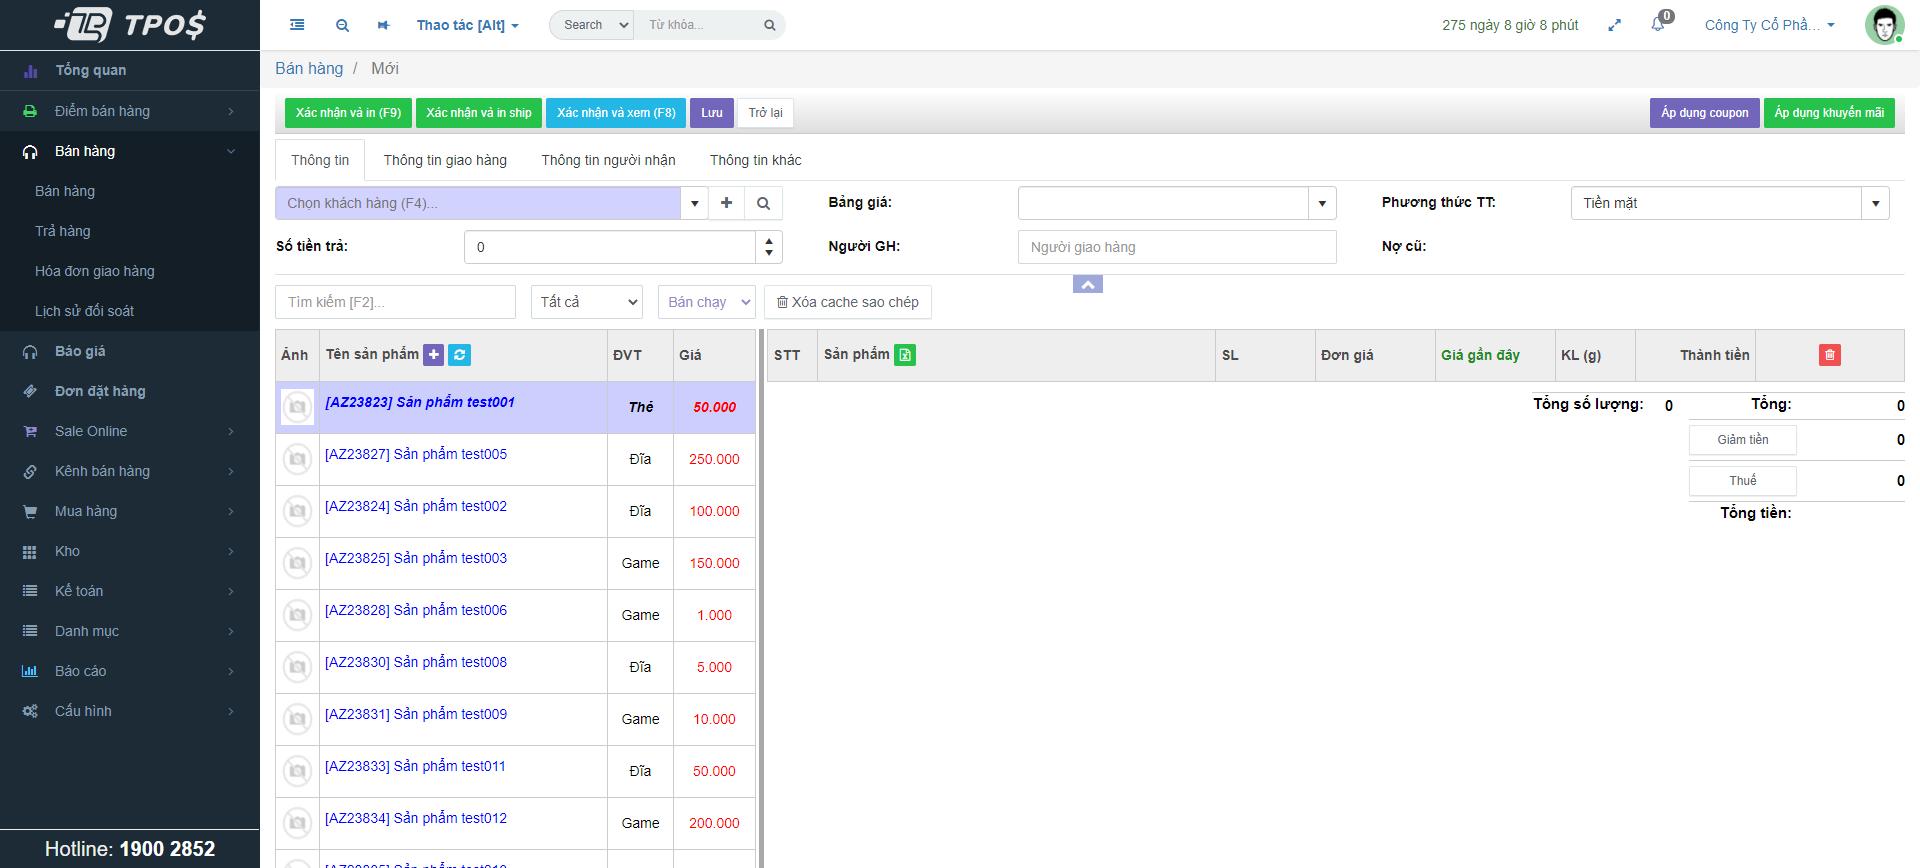 TPO$
Thao tác [Alt]
Search
Từ khóa...
275 ngày 8 giờ 8 phút
0
Công Ty Cổ Phầ...
Tổng quan
Điểm bán hàng
Bán hàng
Bán hàng
Trả hàng
Hóa đơn giao hàng
Lịch sử đối soát
Báo giá
Đơn đặt hàng
Sale Online
Kênh bán hàng
Mua hàng
Kho
Kế toán
Danh mục
Báo cáo
Cấu hình
Hotline: 1900 2852
Bán hàng / Mới
Xác nhận và in (F9)
Xác nhận và in ship
Xác nhận và xem (F8)
Lưu
Trở lại
Áp dụng coupon
Áp dụng khuyến mãi
Thông tin
Thông tin giao hàng
Thông tin người nhận
Thông tin khác
Chọn khách hàng (F4)...
Bảng giá:
Phương thức TT:
Tiền mặt
Số tiền trả:
0
Người GH:
Người giao hàng
Nợ cũ:
Tìm kiếm [F2]...
Tất cả
Bán chạy
Xóa cache sao chép
Ảnh
Tên sản phẩm
ĐVT
Giá
[AZ23823] Sản phẩm test001 Thẻ 50.000
[AZ23827] Sản phẩm test005 Đĩa 250.000
[AZ23824] Sản phẩm test002 Đĩa 100.000
[AZ23825] Sản phẩm test003 Game 150.000
[AZ23828] Sản phẩm test006 Game 1.000
[AZ23830] Sản phẩm test008 Đĩa 5.000
[AZ23831] Sản phẩm test009 Game 10.000
[AZ23833] Sản phẩm test011 Đĩa 50.000
[AZ23834] Sản phẩm test012 Game 200.000
STT
Sản phẩm
SL
Đơn giá
Giá gần đây
KL (g)
Thành tiền
Tổng số lượng: 0
Tổng: 0
Giảm tiền 0
Thuế 0
Tổng tiền: